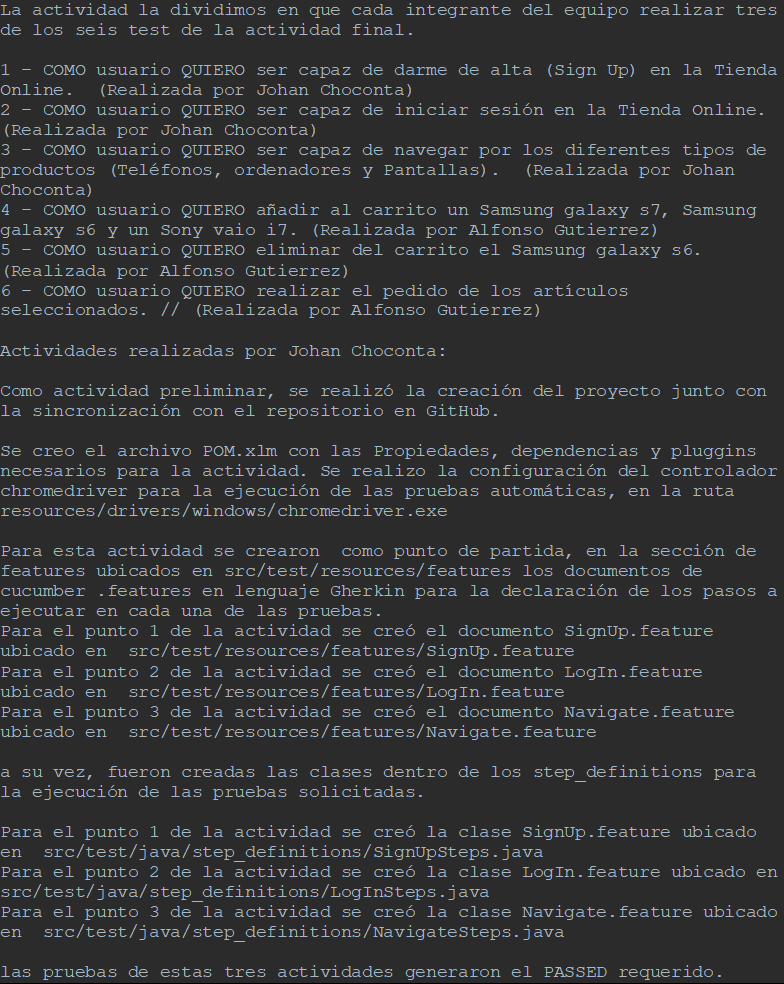 La actividad la dividimos en que cada integrante del equipo realizar tres
de los seis test de la actividad final.

1 – COMO usuario QUIERO ser capaz de darme de alta (Sign Up) en la Tienda
Online.  (Realizada por Johan Choconta)
2 – COMO usuario QUIERO ser capaz de iniciar sesión en la Tienda Online.
(Realizada por Johan Choconta)
3 – COMO usuario QUIERO ser capaz de navegar por los diferentes tipos de
productos (Teléfonos, ordenadores y Pantallas).  (Realizada por Johan
Choconta)
4 – COMO usuario QUIERO añadir al carrito un Samsung galaxy s7, Samsung
galaxy s6 y un Sony vaio i7. (Realizada por Alfonso Gutierrez)
5 – COMO usuario QUIERO eliminar del carrito el Samsung galaxy s6.
(Realizada por Alfonso Gutierrez)
6 – COMO usuario QUIERO realizar el pedido de los artículos
seleccionados. // (Realizada por Alfonso Gutierrez)

Actividades realizadas por Johan Choconta:

Como actividad preliminar, se realizó la creación del proyecto junto con
la sincronización con el repositorio en GitHub.

Se creo el archivo POM.xlm con las Propiedades, dependencias y pluggins
necesarios para la actividad. Se realizo la configuración del controlador
chromedriver para la ejecución de las pruebas automáticas, en la ruta
resources/drivers/windows/chromedriver.exe

Para esta actividad se crearon  como punto de partida, en la sección de
features ubicados en src/test/resources/features los documentos de
cucumber .features en lenguaje Gherkin para la declaración de los pasos a
ejecutar en cada una de las pruebas.
Para el punto 1 de la actividad se creó el documento SignUp.feature
ubicado en  src/test/resources/features/SignUp.feature
Para el punto 2 de la actividad se creó el documento LogIn.feature
ubicado en  src/test/resources/features/LogIn.feature
Para el punto 3 de la actividad se creó el documento Navigate.feature
ubicado en  src/test/resources/features/Navigate.feature

a su vez, fueron creadas las clases dentro de los step_definitions para
la ejecución de las pruebas solicitadas.

Para el punto 1 de la actividad se creó la clase SignUp.feature ubicado
en  src/test/java/step_definitions/SignUpSteps.java
Para el punto 2 de la actividad se creó la clase LogIn.feature ubicado en
src/test/java/step_definitions/LogInSteps.java
Para el punto 3 de la actividad se creó la clase Navigate.feature ubicado
en  src/test/java/step_definitions/NavigateSteps.java

las pruebas de estas tres actividades generaron el PASSED requerido.